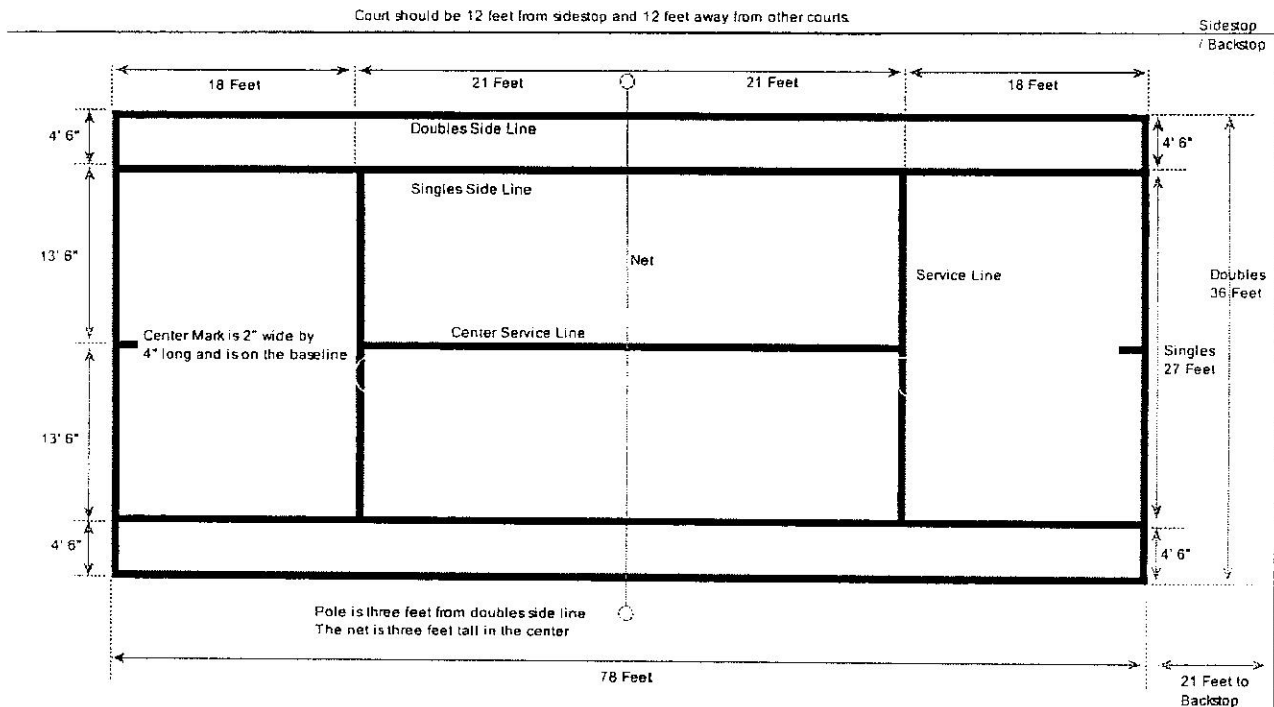 Court should be 12 feet from sidestop and 12 feet away from other courts.
Sidestop
/ Backstop
18 Feet
21 Feet
21 Feet
18 Feet
4' 6"
Doubles Side Line
4' 6"
Singles Side Line
13' 6"
Net
Service Line
Doubles
36 Feet
Center Mark is 2" wide by
4" long and is on the baseline
Center Service Line
Singles
27 Feet
13' 6"
4' 6"
4' 6"
Pole is three feet from doubles side line
The net is three feet tall in the center
78 Feet
21 Feet to
Backstop